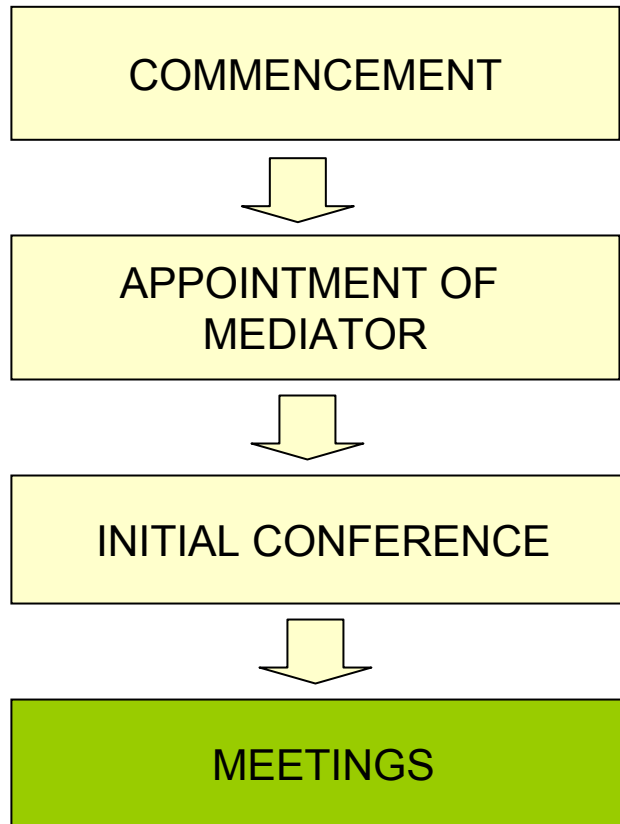 COMMENCEMENT
APPOINTMENT OF
MEDIATOR
INITIAL CONFERENCE
MEETINGS